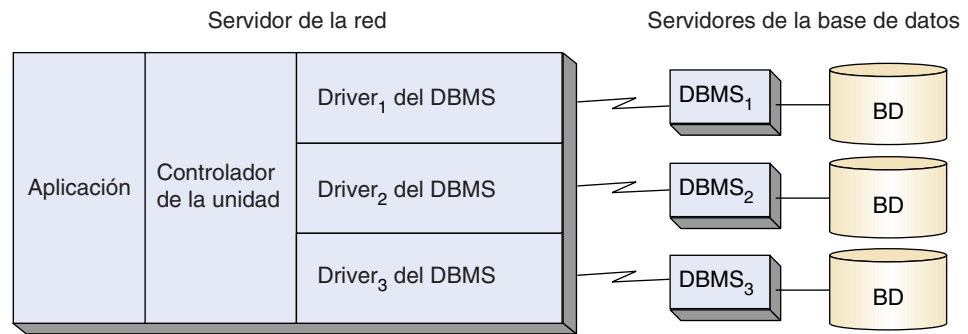 Servidor de la red
Servidores de la base de datos
Aplicación
Controlador
de la unidad
Driver₁ del DBMS
Driver₂ del DBMS
Driver₃ del DBMS
DBMS₁
BD
DBMS₂
BD
DBMS₃
BD